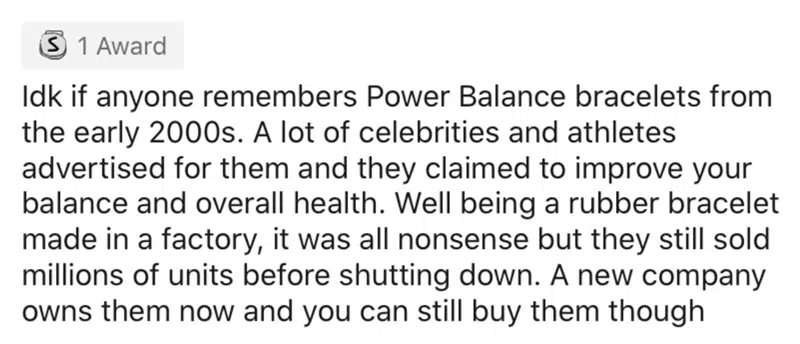 1 Award
Idk if anyone remembers Power Balance bracelets from
the early 2000s. A lot of celebrities and athletes
advertised for them and they claimed to improve your
balance and overall health. Well being a rubber bracelet
made in a factory, it was all nonsense but they still sold
millions of units before shutting down. A new company
owns them now and you can still buy them though